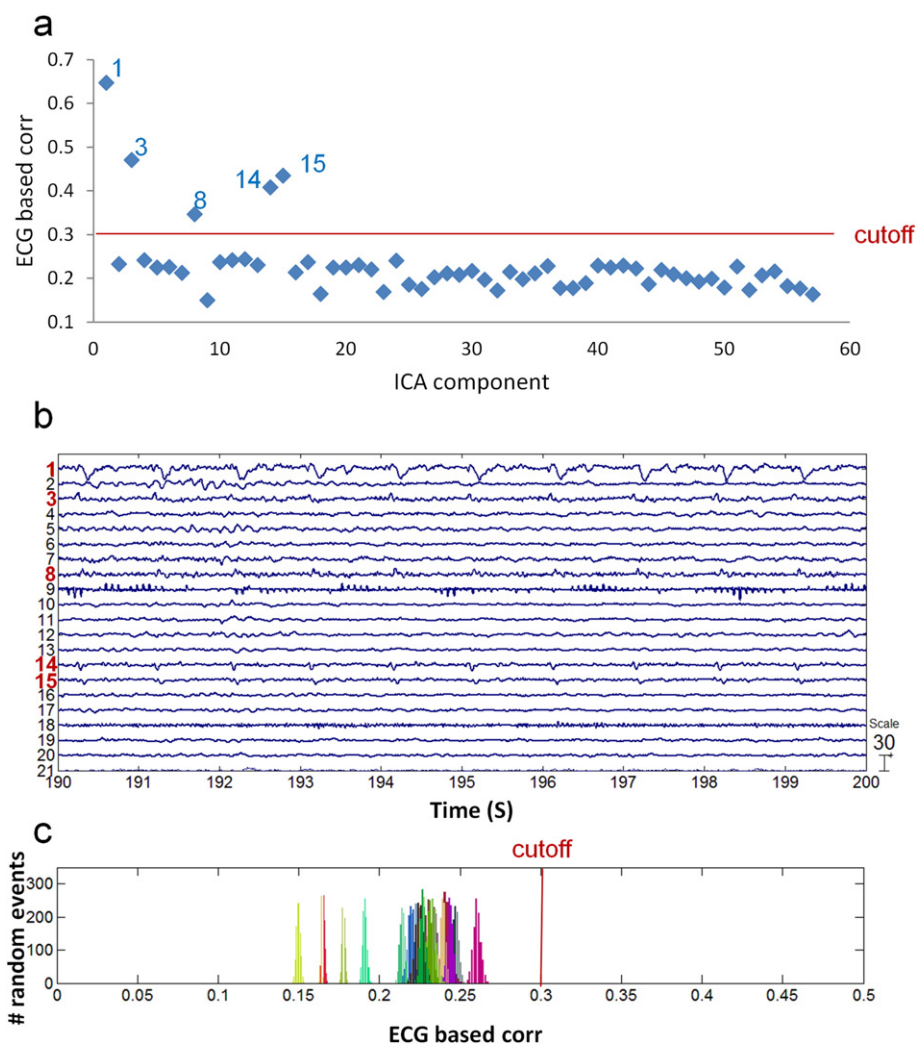 a
0.7
0.6
0.5
0.4
0.3
0.2
0.1
ECG based corr
1
3
8
14
15
cutoff
0 10 20 30 40 50 60
ICA component
b
1
2
3
4
5
6
7
8
9
10
11
12
13
14
15
16
17
18
19
20
21
Scale
30
190 191 192 193 194 195 196 197 198 199 200
Time (S)
c
cutoff
# random events
300
200
100
0
0 0.05 0.1 0.15 0.2 0.25 0.3 0.35 0.4 0.45 0.5
ECG based corr